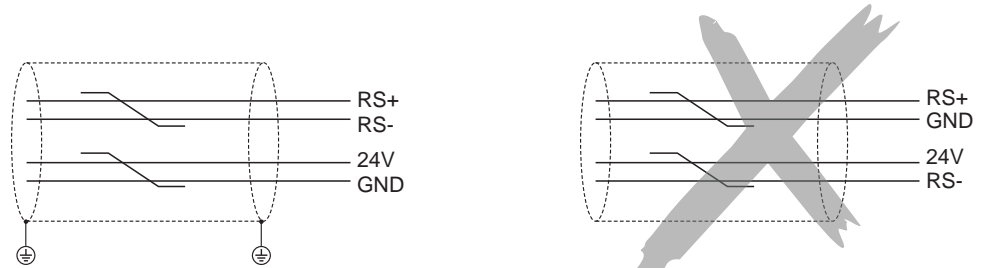 RS+
RS-
24V
GND
RS+
GND
24V
RS-